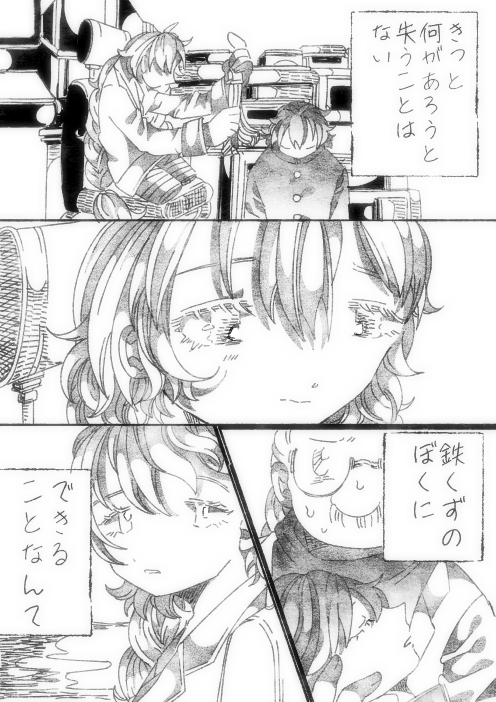 きっと
何があろうと
失うことは
ない
鉄くずの
ぼくに
できる
ことなんて